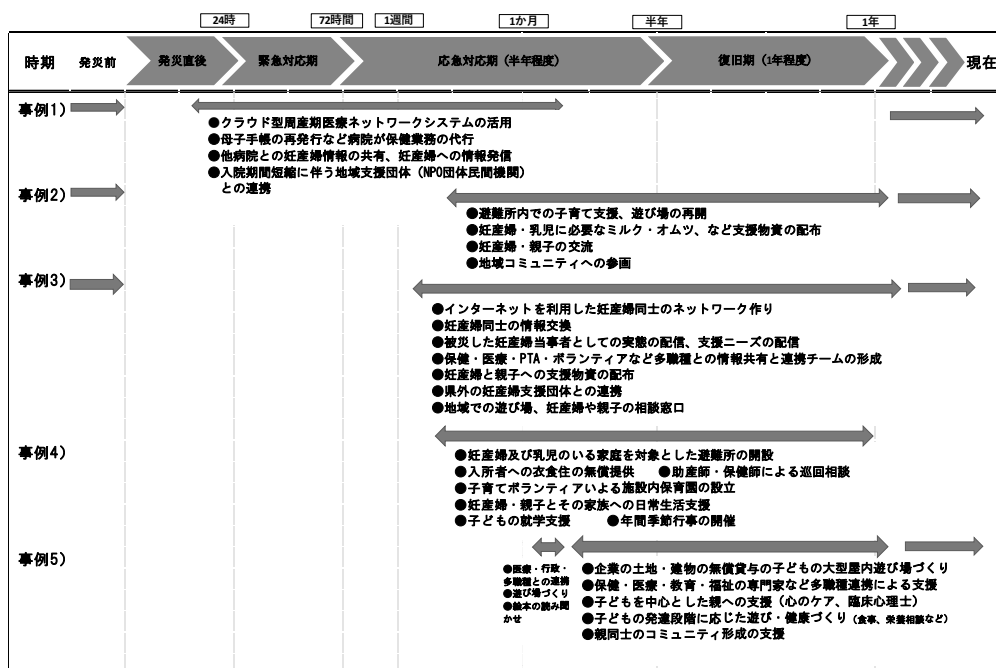 24時
72時間
1週間
1か月
半年
1年
時期
発災前
発災直後
緊急対応期
応急対応期(半年程度)
復旧期(1年程度)
現在
事例1)
●クラウド型周産期医療ネットワークシステムの活用
●母子手帳の再発行など病院が保健業務の代行
●他病院との妊産婦情報の共有、妊産婦への情報発信
●入院期間短縮に伴う地域支援団体(NPO団体民間機関)
との連携
事例2)
●避難所内での子育て支援、遊び場の再開
●妊産婦・乳児に必要なミルク・オムツ、など支援物資の配布
●妊産婦・親子の交流
●地域コミュニティへの参画
事例3)
●インターネットを利用した妊産婦同士のネットワーク作り
●妊産婦同士の情報交換
●被災した妊産婦当事者としての実態の配信、支援ニーズの配信
●保健・医療・PTA・ボランティアなど多職種との情報共有と連携チームの形成
●妊産婦と親子への支援物資の配布
●県外の妊産婦支援団体との連携
●地域での遊び場、妊産婦や親子の相談窓口
事例4)
●妊産婦及び乳児のいる家庭を対象とした避難所の開設
●入所者への衣食住の無償提供 ●助産師・保健師による巡回相談
●子育てボランティアいよる施設内保育園の設立
●妊産婦・親子とその家族への日常生活支援
●子どもの就学支援 ●年間季節行事の開催
事例5)
●医療・行政・
多職種との連携
●遊び場づくり
●絵本の読み聞
かせ
●企業の土地・建物の無償貸与の子どもの大型屋内遊び場づくり
●保健・医療・教育・福祉の専門家など多職種連携による支援
●子どもを中心とした親への支援(心のケア、臨床心理士)
●子どもの発達段階に応じた遊び・健康づくり(食事、栄養相談など)
●親同士のコミュニティ形成の支援